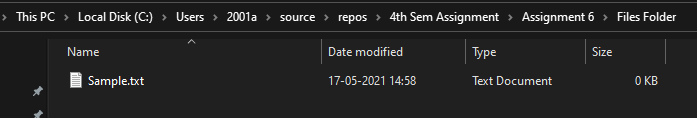 This PC > Local Disk (C:) > Users > 2001a > source > repos > 4th Sem Assignment > Assignment 6 > Files Folder
Name Date modified Type Size
Sample.txt 17-05-2021 14:58 Text Document 0 KB